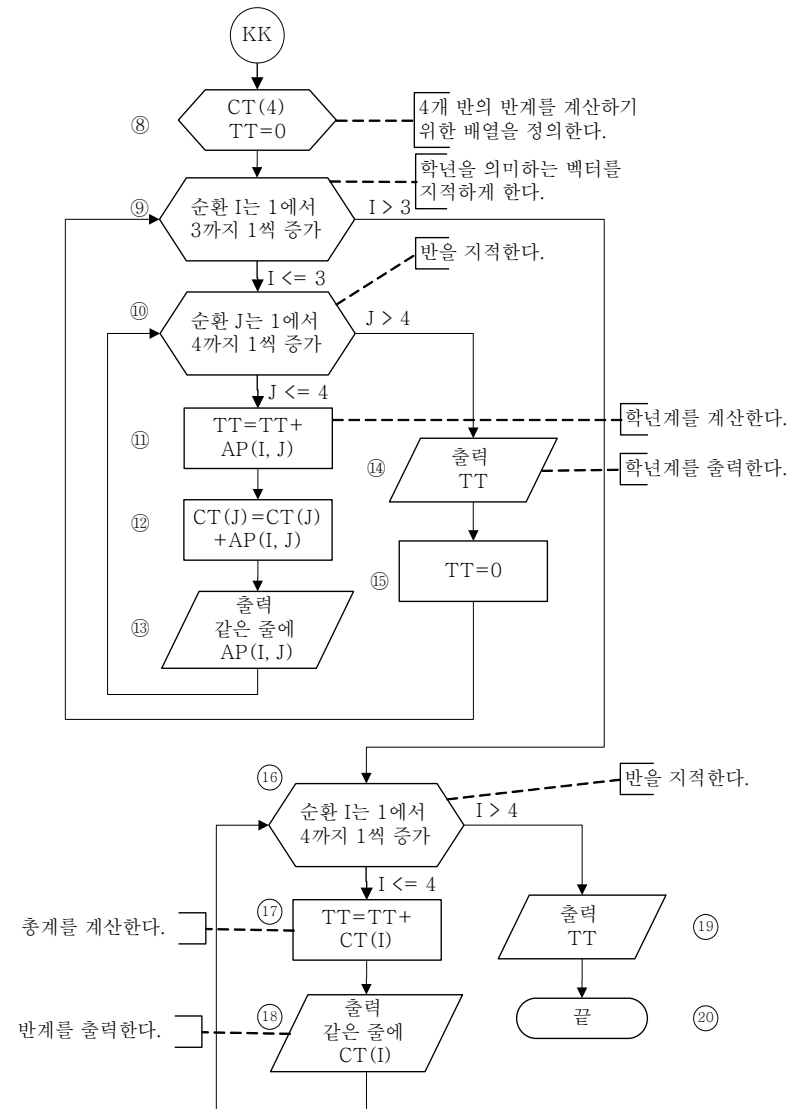 KK
⑧
CT(4)
TT=0
4개 반의 반계를 계산하기
위한 배열을 정의한다.
학년을 의미하는 벡터를
지적하게 한다.
⑨
순환 I는 1에서
3까지 1씩 증가
I > 3
I <= 3
반을 지적한다.
⑩
순환 J는 1에서
4까지 1씩 증가
J > 4
J <= 4
⑪
TT=TT+
AP(I, J)
학년계를 계산한다.
⑭
출력
TT
학년계를 출력한다.
⑫
CT(J)=CT(J)
+AP(I, J)
⑮
TT=0
⑬
출력
같은 줄에
AP(I, J)
⑯
순환 I는 1에서
4까지 1씩 증가
I > 4
반을 지적한다.
I <= 4
총계를 계산한다.
⑰
TT=TT+
CT(I)
출력
TT
⑲
반계를 출력한다.
⑱
출력
같은 줄에
CT(I)
끝
⑳